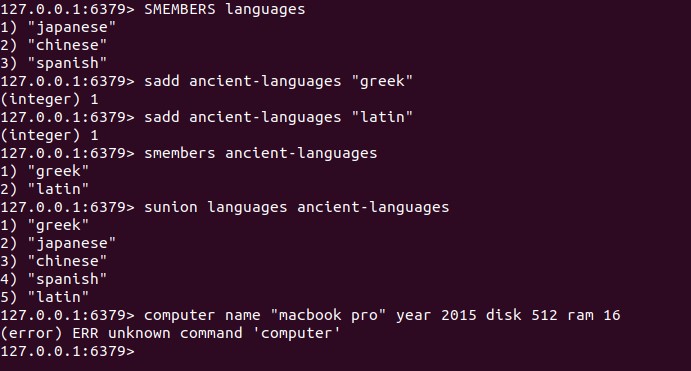 127.0.0.1:6379> SMEMBERS languages
1) "japanese"
2) "chinese"
3) "spanish"
127.0.0.1:6379> sadd ancient-languages "greek"
(integer) 1
127.0.0.1:6379> sadd ancient-languages "latin"
(integer) 1
127.0.0.1:6379> smembers ancient-languages
1) "greek"
2) "latin"
127.0.0.1:6379> sunion languages ancient-languages
1) "greek"
2) "japanese"
3) "chinese"
4) "spanish"
5) "latin"
127.0.0.1:6379> computer name "macbook pro" year 2015 disk 512 ram 16
(error) ERR unknown command 'computer'
127.0.0.1:6379>